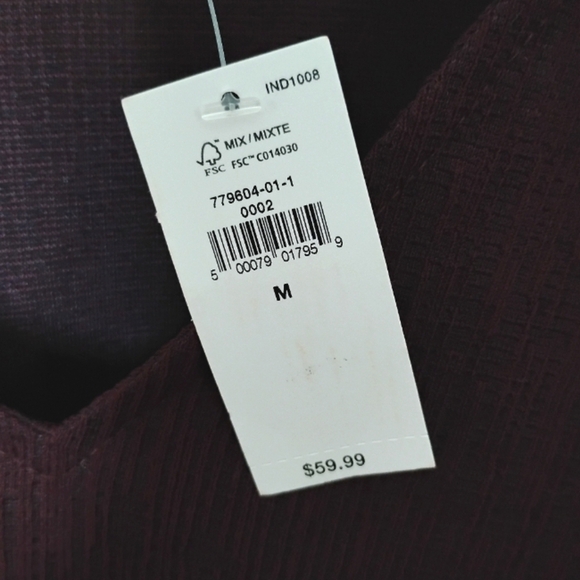 IND1008
MIX / MIXTE
FSC FSC™ C014030
779604-01-1
0002
5 00079 01795 9
M
$59.99